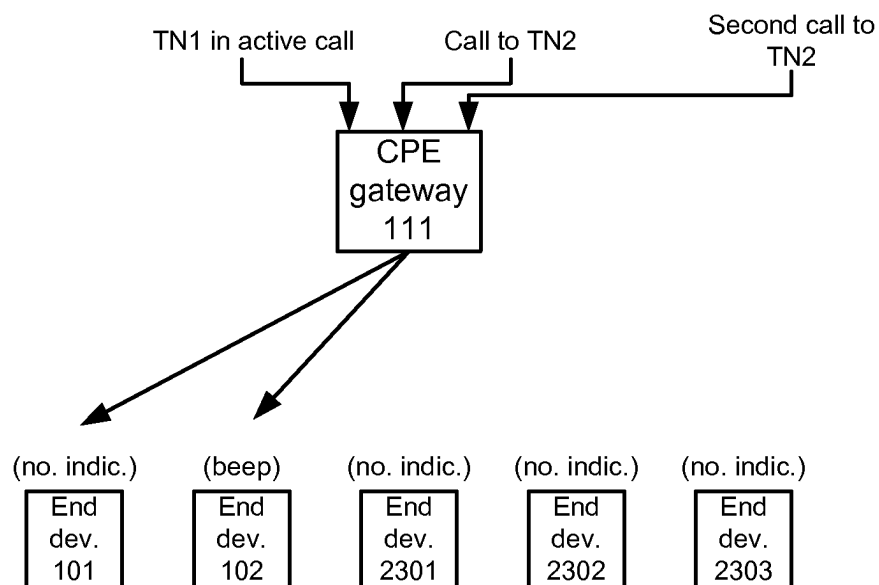 TN1 in active call
Call to TN2
Second call to
TN2
CPE
gateway
111
(no. indic.)
(beep)
(no. indic.)
(no. indic.)
(no. indic.)
End
dev.
101
End
dev.
102
End
dev.
2301
End
dev.
2302
End
dev.
2303